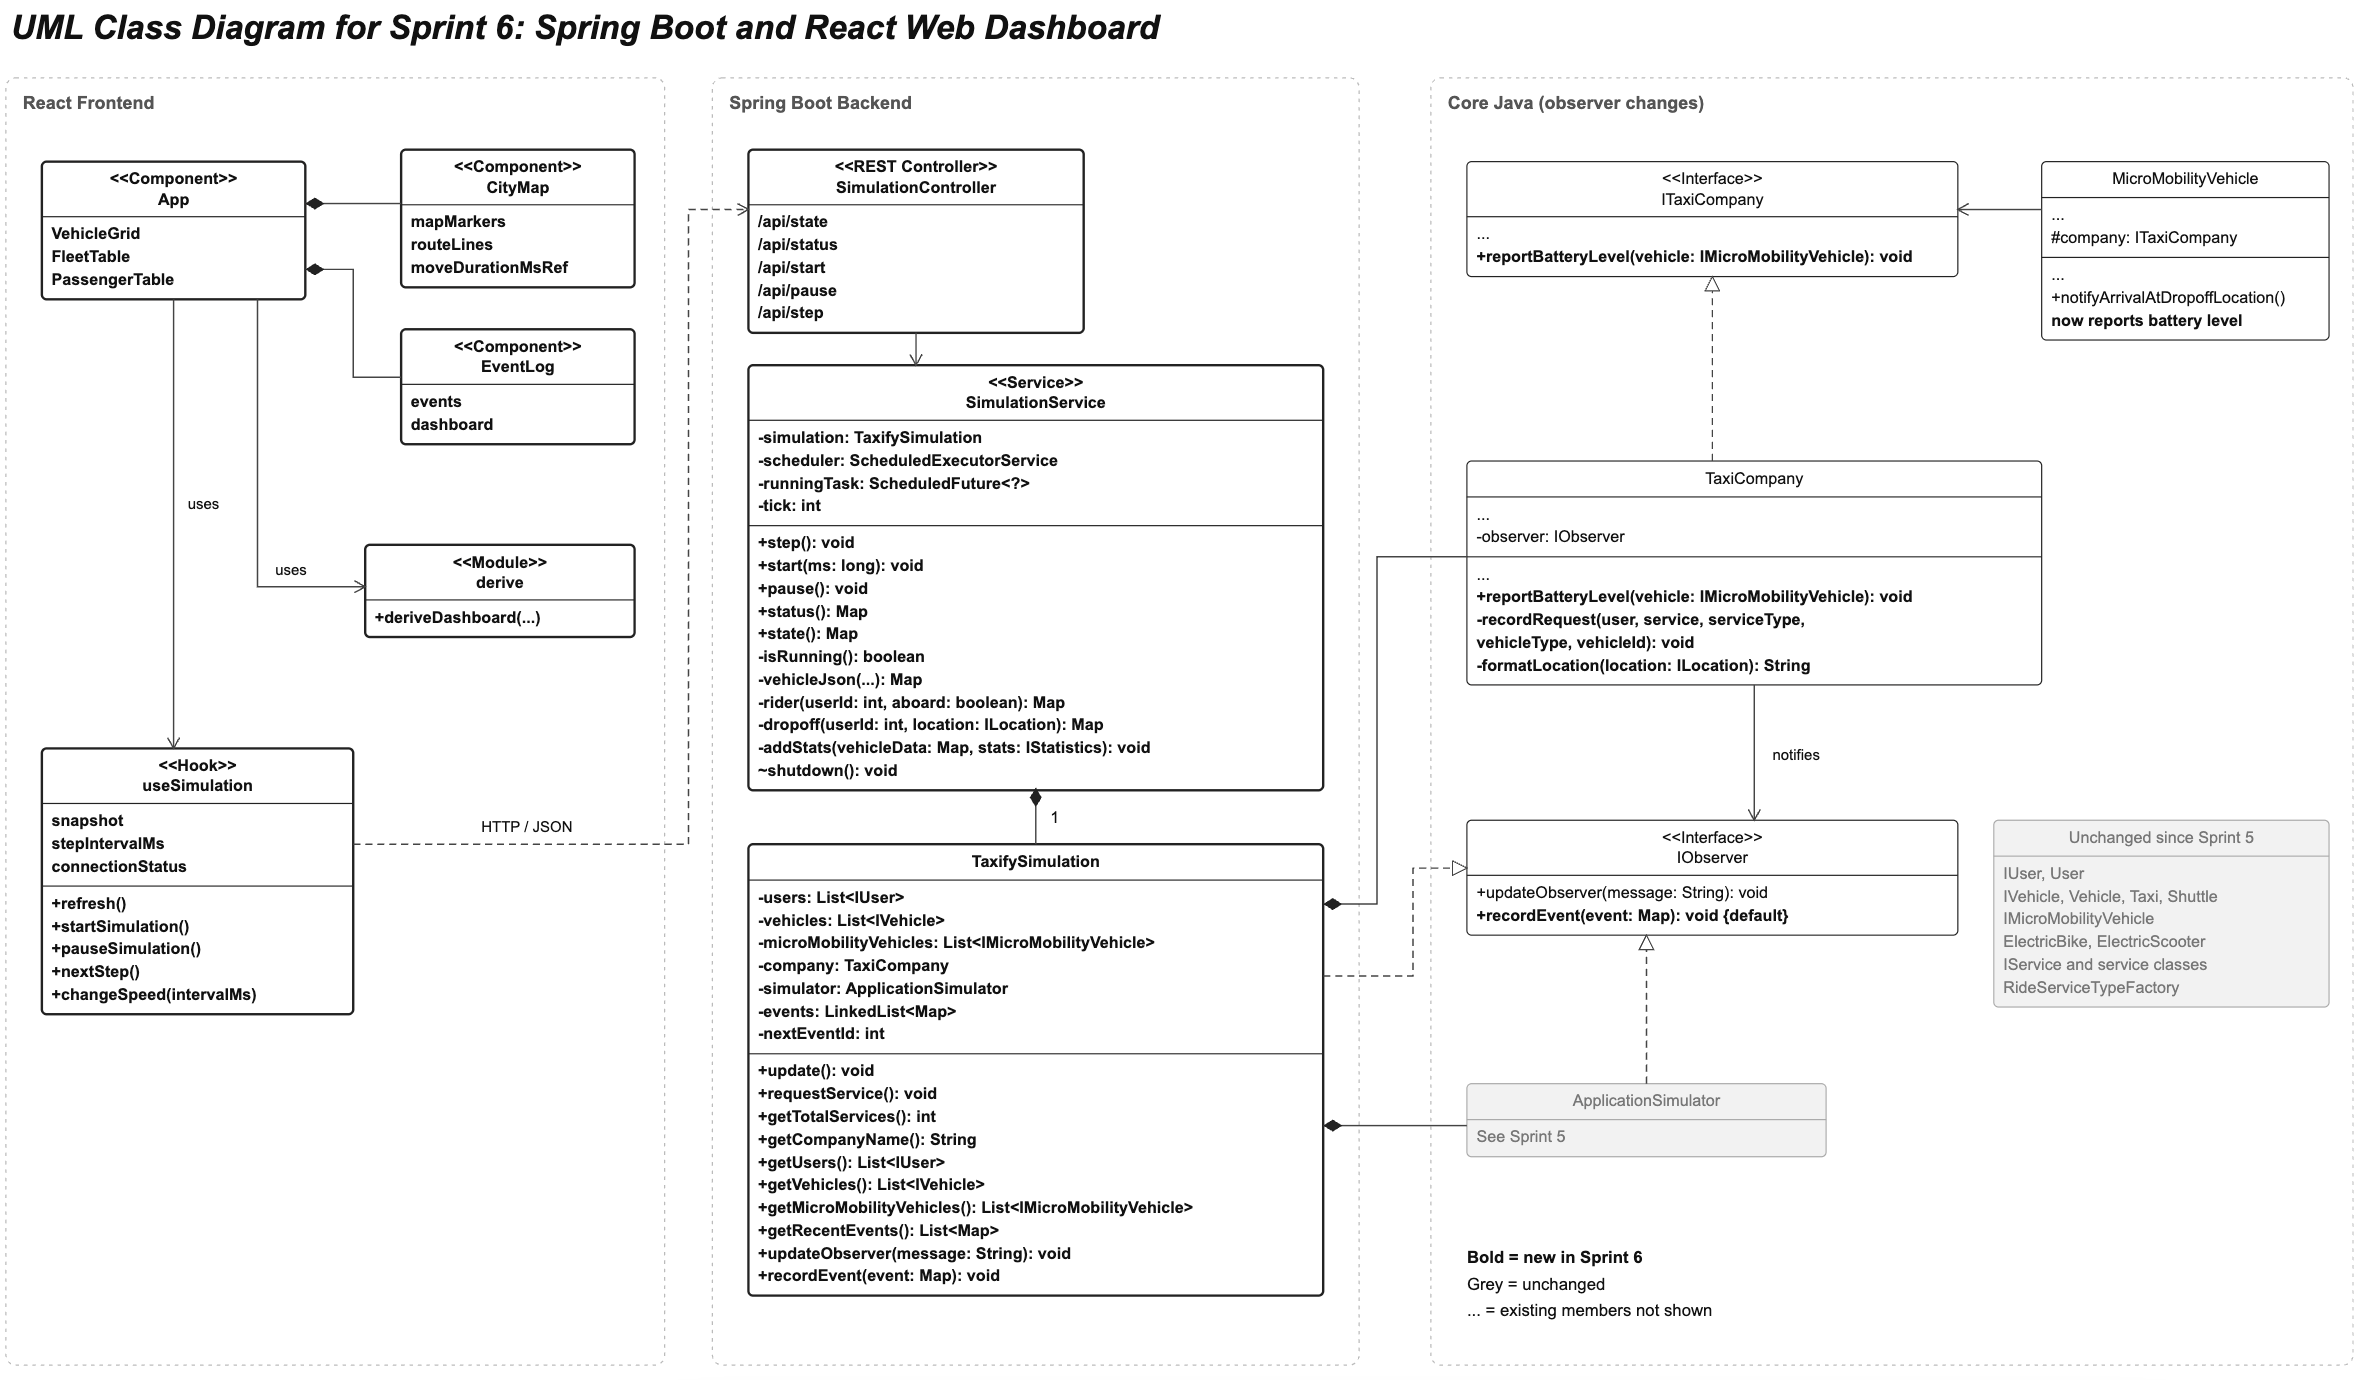 UML Class Diagram for Sprint 6: Spring Boot and React Web Dashboard
React Frontend
<<Component>>
App
VehicleGrid
FleetTable
PassengerTable
<<Component>>
CityMap
mapMarkers
routeLines
moveDurationMsRef
<<Component>>
EventLog
events
dashboard
uses
uses
<<Module>>
derive
+deriveDashboard(...)
<<Hook>>
useSimulation
snapshot
stepIntervalMs
connectionStatus
+refresh()
+startSimulation()
+pauseSimulation()
+nextStep()
+changeSpeed(intervalMs)
HTTP / JSON
Spring Boot Backend
<<REST Controller>>
SimulationController
/api/state
/api/status
/api/start
/api/pause
/api/step
<<Service>>
SimulationService
-simulation: TaxifySimulation
-scheduler: ScheduledExecutorService
-runningTask: ScheduledFuture<?>
-tick: int
+step(): void
+start(ms: long): void
+pause(): void
+status(): Map
+state(): Map
-isRunning(): boolean
-vehicleJson(...): Map
-rider(userId: int, aboard: boolean): Map
-dropoff(userId: int, location: ILocation): Map
-addStats(vehicleData: Map, stats: IStatistics): void
~shutdown(): void
1
TaxifySimulation
-users: List<IUser>
-vehicles: List<IVehicle>
-microMobilityVehicles: List<IMicroMobilityVehicle>
-company: TaxiCompany
-simulator: ApplicationSimulator
-events: LinkedList<Map>
-nextEventId: int
+update(): void
+requestService(): void
+getTotalServices(): int
+getCompanyName(): String
+getUsers(): List<IUser>
+getVehicles(): List<IVehicle>
+getMicroMobilityVehicles(): List<IMicroMobilityVehicle>
+getRecentEvents(): List<Map>
+updateObserver(message: String): void
+recordEvent(event: Map): void
Core Java (observer changes)
<<Interface>>
ITaxiCompany
...
+reportBatteryLevel(vehicle: IMicroMobilityVehicle): void
MicroMobilityVehicle
...
#company: ITaxiCompany
...
+notifyArrivalAtDropoffLocation()
now reports battery level
TaxiCompany
...
-observer: IObserver
...
+reportBatteryLevel(vehicle: IMicroMobilityVehicle): void
-recordRequest(user, service, serviceType,
vehicleType, vehicleId): void
-formatLocation(location: ILocation): String
notifies
<<Interface>>
IObserver
+updateObserver(message: String): void
+recordEvent(event: Map): void {default}
Unchanged since Sprint 5
IUser, User
IVehicle, Vehicle, Taxi, Shuttle
IMicroMobilityVehicle
ElectricBike, ElectricScooter
IService and service classes
RideServiceTypeFactory
ApplicationSimulator
See Sprint 5
Bold = new in Sprint 6
Grey = unchanged
... = existing members not shown